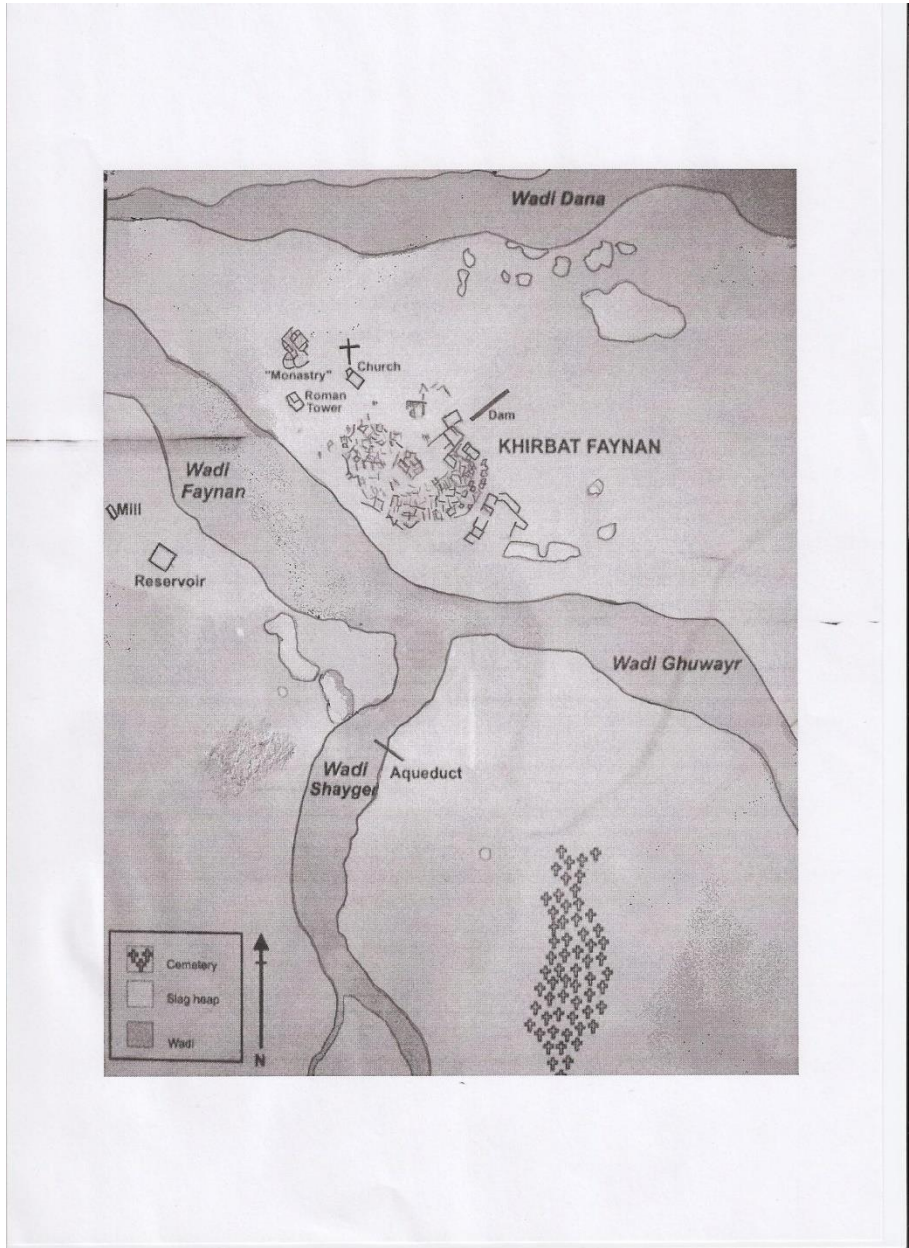 Wadi Dana
"Monastry"
Church
Roman
Tower
Dam
KHIRBAT FAYNAN
Wadi
Faynan
Mill
Reservoir
Wadi Ghuwayr
Wadi
Shayger
Aqueduct
Cemetery
Slag heap
Wadi
N